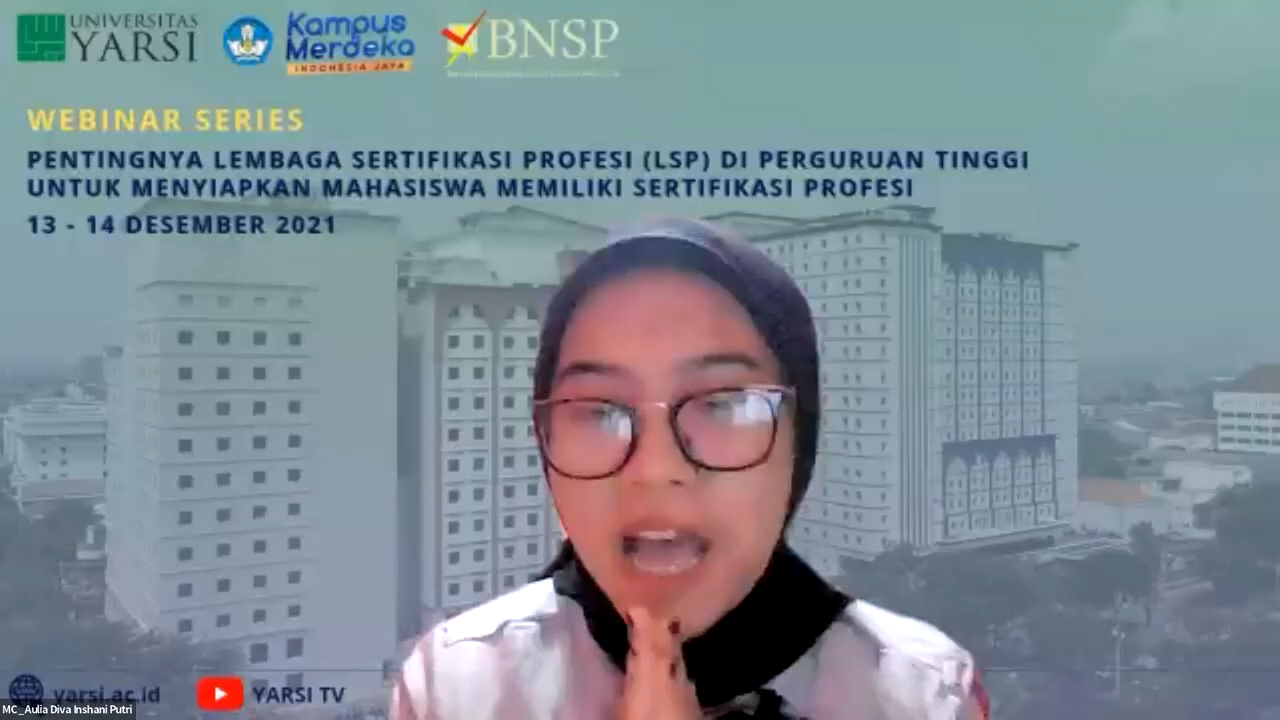 UNIVERSITAS
YARSI
Kampus
Merdeka
INDONESIA JAYA
BNSP
WEBINAR SERIES
PENTINGNYA LEMBAGA SERTIFIKASI PROFESI (LSP) DI PERGURUAN TINGGI
UNTUK MENYIAPKAN MAHASISWA MEMILIKI SERTIFIKASI PROFESI
13 - 14 DESEMBER 2021
yarsi.ac.id
YARSI TV
MC_Aulia Diva Inshani Putri